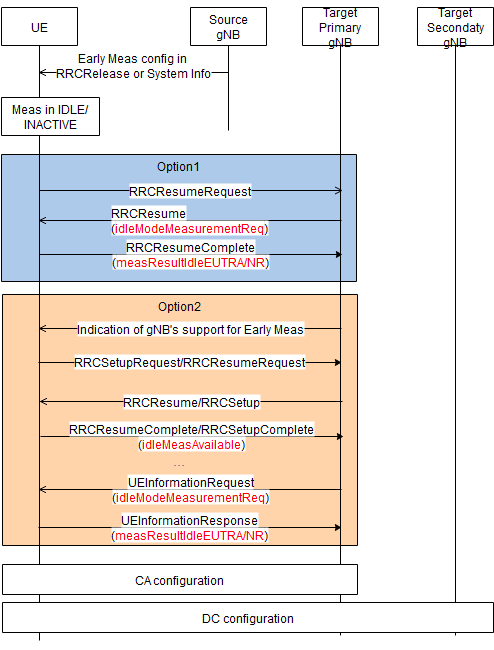 UE
Source
gNB
Target
Primary
gNB
Target
Secondaty
gNB
Early Meas config in
RRCRelease or System Info
Meas in IDLE/
INACTIVE
Option1
RRCResumeRequest
RRCResume
(idleModeMeasurementReq)
RRCResumeComplete
(measResultIdleEUTRA/NR)
Option2
Indication of gNB's support for Early Meas
RRCSetupRequest/RRCResumeRequest
RRCResume/RRCSetup
RRCResumeComplete/RRCSetupComplete
(idleMeasAvailable)
...
UEInformationRequest
(idleModeMeasurementReq)
UEInformationResponse
(measResultIdleEUTRA/NR)
CA configuration
DC configuration